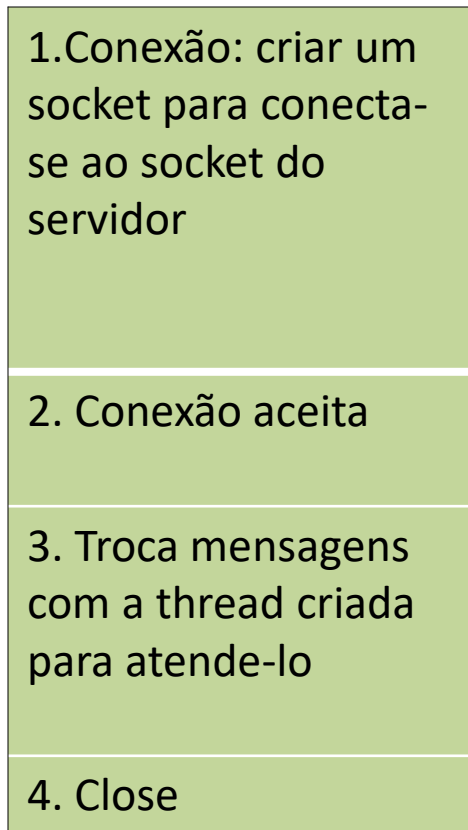 1.Conexão: criar um
socket para conecta-
se ao socket do
servidor
2. Conexão aceita
3. Troca mensagens
com a thread criada
para atende-lo
4. Close